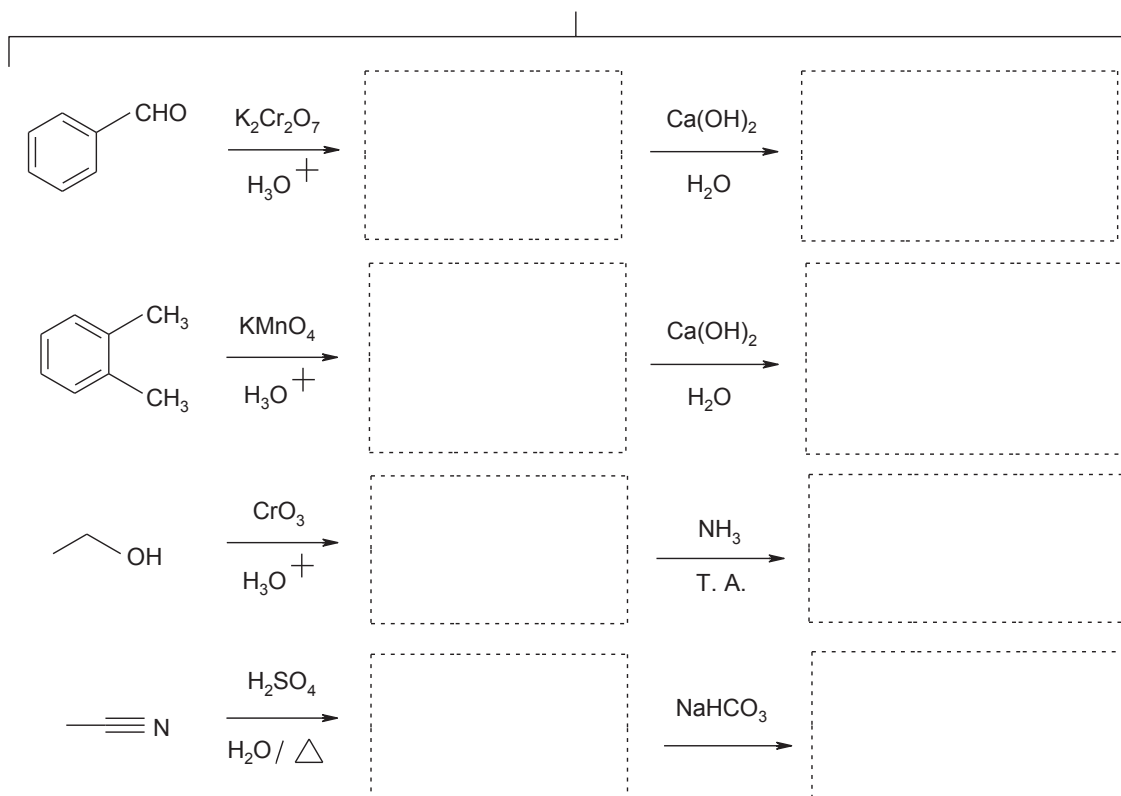 CHO
K₂Cr₂O₇
H₃O⁺
Ca(OH)₂
H₂O
CH₃
CH₃
KMnO₄
H₃O⁺
Ca(OH)₂
H₂O
OH
CrO₃
H₃O⁺
NH₃
T. A.
N
H₂SO₄
H₂O / △
NaHCO₃